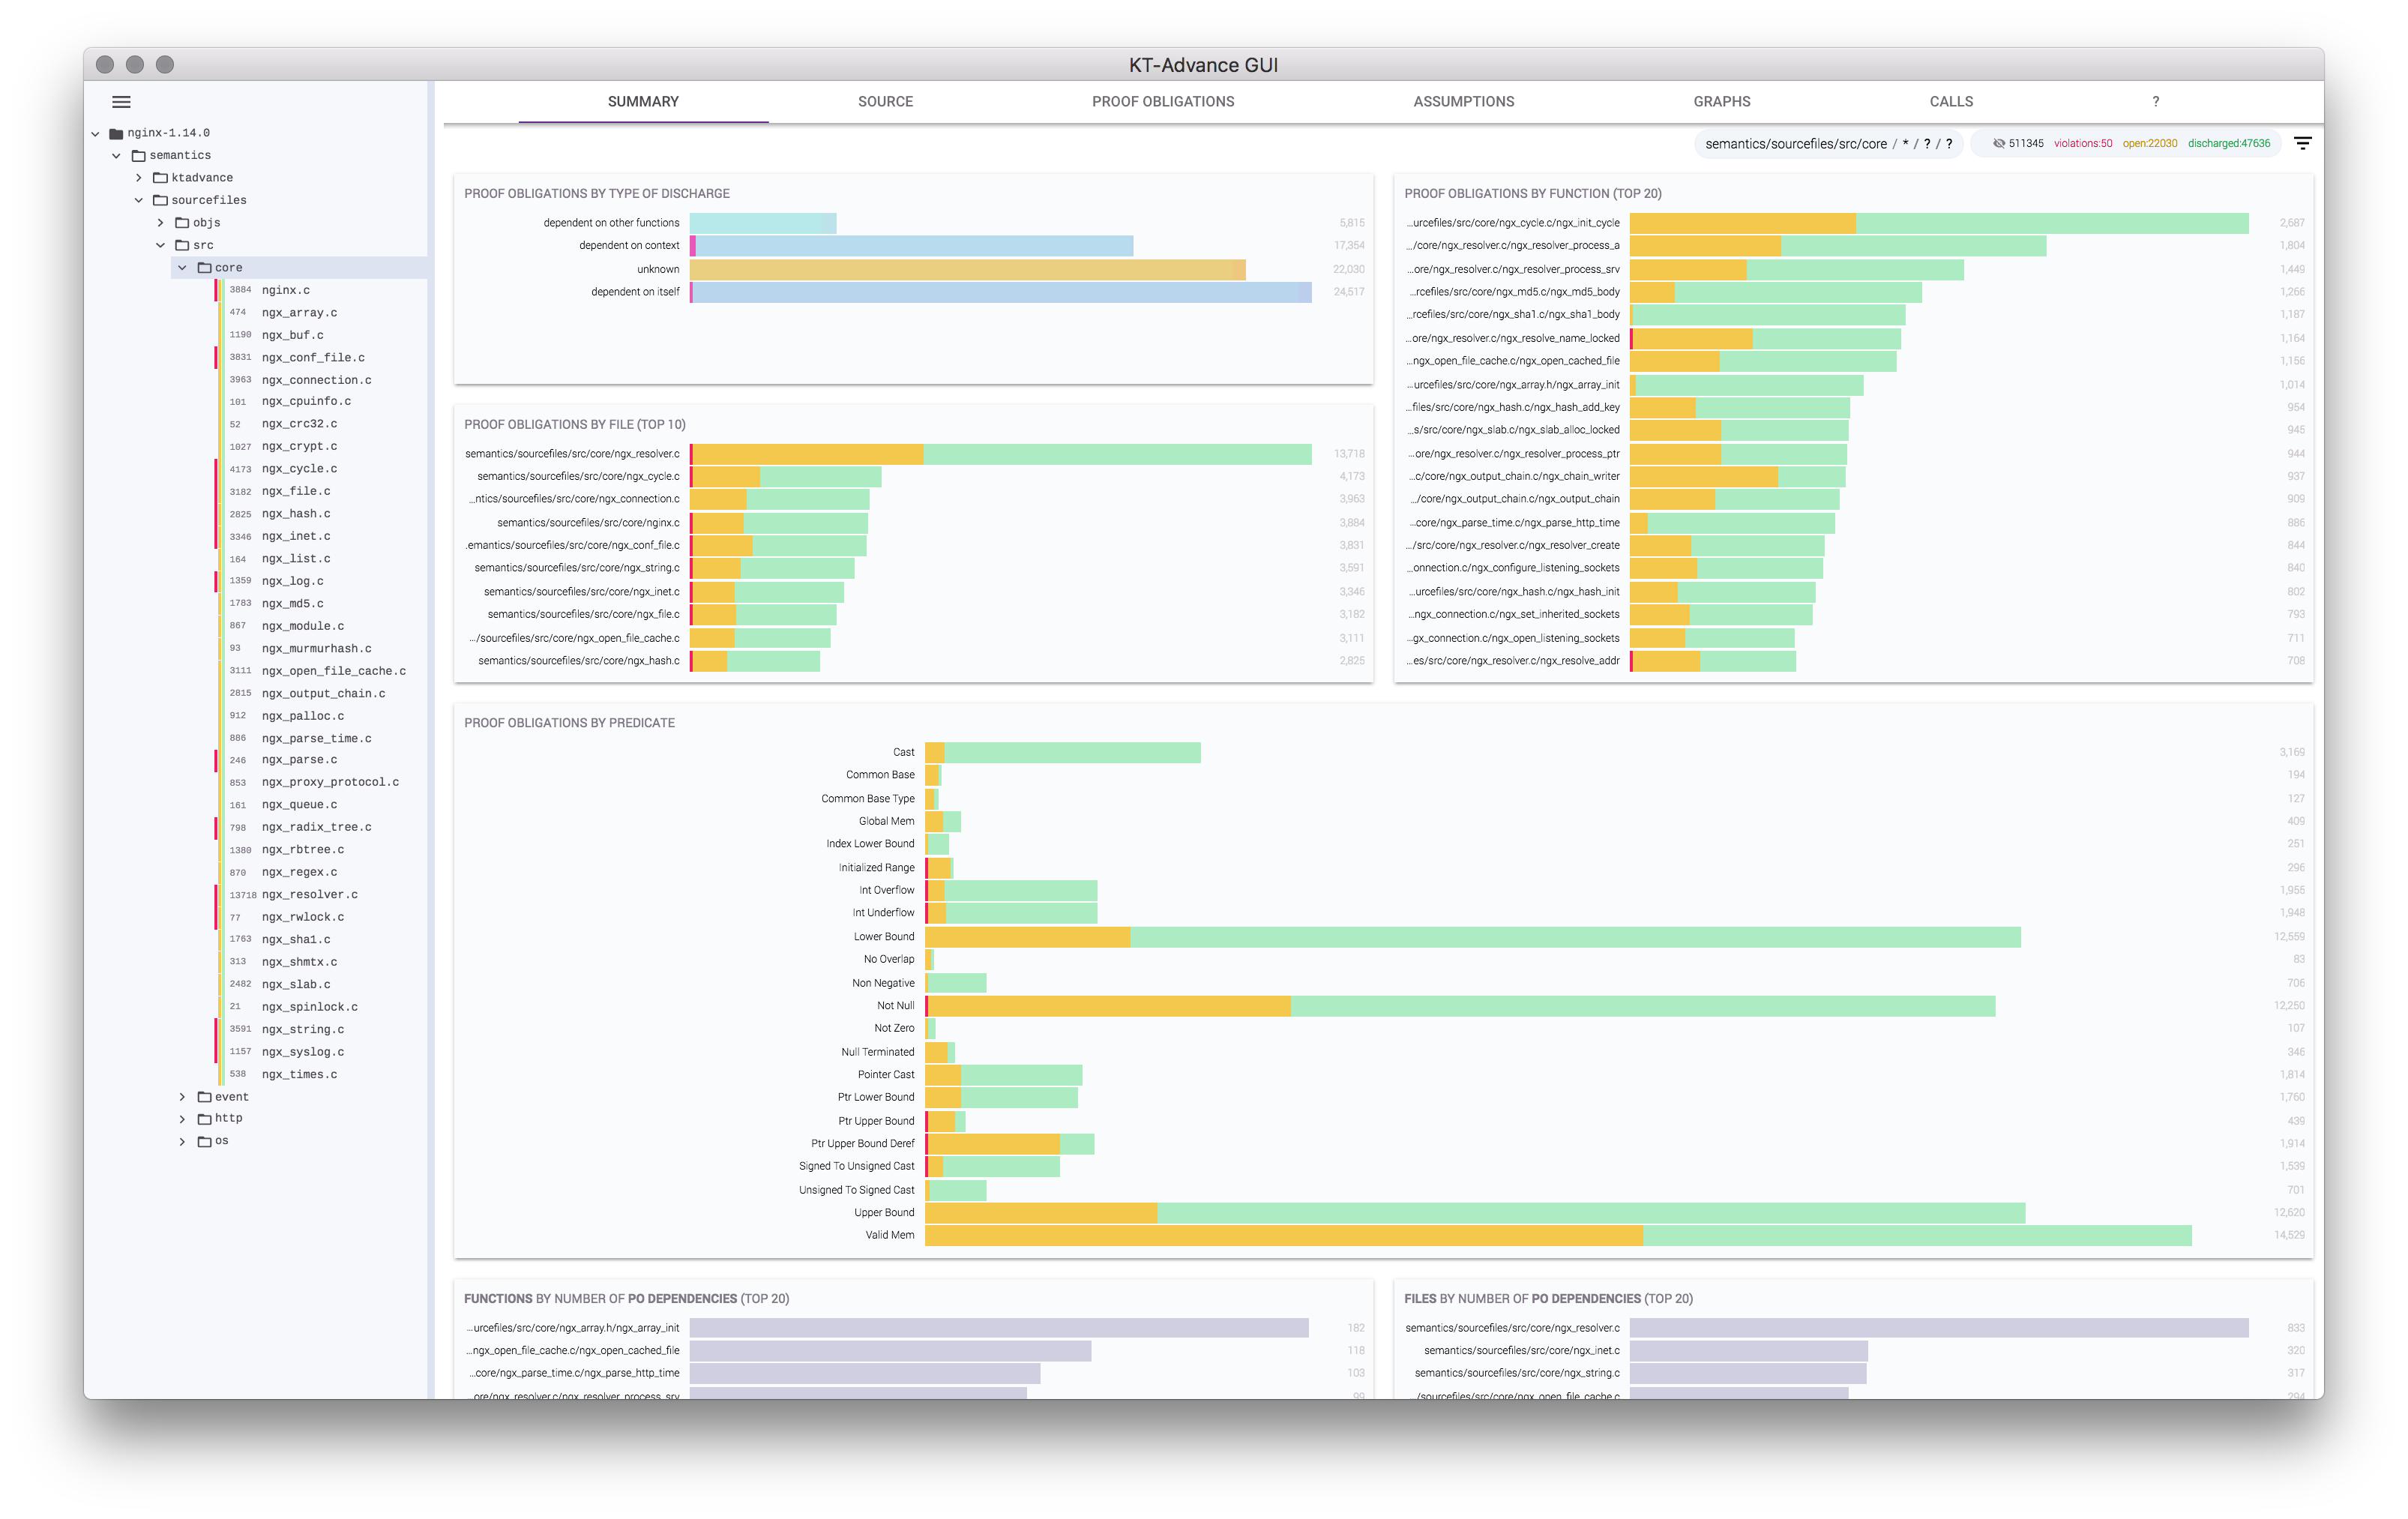 KT-Advance GUI
SUMMARY
SOURCE
PROOF OBLIGATIONS
ASSUMPTIONS
GRAPHS
CALLS
?
semantics/sourcefiles/src/core / * / ? / ?
511345 violations:50 open:22030 discharged:47636
nginx-1.14.0
semantics
ktadvance
sourcefiles
objs
src
core
3884 nginx.c
474 ngx_array.c
1190 ngx_buf.c
3831 ngx_conf_file.c
3963 ngx_connection.c
101 ngx_cpuinfo.c
52 ngx_crc32.c
1027 ngx_crypt.c
4173 ngx_cycle.c
3182 ngx_file.c
2825 ngx_hash.c
3346 ngx_inet.c
164 ngx_list.c
1359 ngx_log.c
1783 ngx_md5.c
867 ngx_module.c
93 ngx_murmurhash.c
3111 ngx_open_file_cache.c
2815 ngx_output_chain.c
912 ngx_palloc.c
886 ngx_parse_time.c
246 ngx_parse.c
853 ngx_proxy_protocol.c
161 ngx_queue.c
798 ngx_radix_tree.c
1380 ngx_rbtree.c
870 ngx_regex.c
13718 ngx_resolver.c
77 ngx_rwlock.c
1763 ngx_sha1.c
313 ngx_shmtx.c
2482 ngx_slab.c
21 ngx_spinlock.c
3591 ngx_string.c
1157 ngx_syslog.c
538 ngx_times.c
event
http
os
PROOF OBLIGATIONS BY TYPE OF DISCHARGE
dependent on other functions 5,815
dependent on context 17,354
unknown 22,030
dependent on itself 24,517
PROOF OBLIGATIONS BY FILE (TOP 10)
semantics/sourcefiles/src/core/ngx_resolver.c 13,718
semantics/sourcefiles/src/core/ngx_cycle.c 4,173
...ntics/sourcefiles/src/core/ngx_connection.c 3,963
semantics/sourcefiles/src/core/nginx.c 3,884
.emantics/sourcefiles/src/core/ngx_conf_file.c 3,831
semantics/sourcefiles/src/core/ngx_string.c 3,591
semantics/sourcefiles/src/core/ngx_inet.c 3,346
semantics/sourcefiles/src/core/ngx_file.c 3,182
.../sourcefiles/src/core/ngx_open_file_cache.c 3,111
semantics/sourcefiles/src/core/ngx_hash.c 2,825
PROOF OBLIGATIONS BY FUNCTION (TOP 20)
...urcefiles/src/core/ngx_cycle.c/ngx_init_cycle 2,687
.../core/ngx_resolver.c/ngx_resolver_process_a 1,804
...ore/ngx_resolver.c/ngx_resolver_process_srv 1,449
...rcefiles/src/core/ngx_md5.c/ngx_md5_body 1,266
...rcefiles/src/core/ngx_sha1.c/ngx_sha1_body 1,187
...ore/ngx_resolver.c/ngx_resolve_name_locked 1,164
...ngx_open_file_cache.c/ngx_open_cached_file 1,156
...urcefiles/src/core/ngx_array.h/ngx_array_init 1,014
...files/src/core/ngx_hash.c/ngx_hash_add_key 954
...s/src/core/ngx_slab.c/ngx_slab_alloc_locked 945
...ore/ngx_resolver.c/ngx_resolver_process_ptr 944
...c/core/ngx_output_chain.c/ngx_chain_writer 937
.../core/ngx_output_chain.c/ngx_output_chain 909
...core/ngx_parse_time.c/ngx_parse_http_time 886
.../src/core/ngx_resolver.c/ngx_resolver_create 844
...onnection.c/ngx_configure_listening_sockets 840
...urcefiles/src/core/ngx_hash.c/ngx_hash_init 802
...ngx_connection.c/ngx_set_inherited_sockets 793
...gx_connection.c/ngx_open_listening_sockets 711
...es/src/core/ngx_resolver.c/ngx_resolve_addr 708
PROOF OBLIGATIONS BY PREDICATE
Cast 3,169
Common Base 194
Common Base Type 127
Global Mem 409
Index Lower Bound 251
Initialized Range 296
Int Overflow 1,955
Int Underflow 1,948
Lower Bound 12,559
No Overlap 83
Non Negative 706
Not Null 12,250
Not Zero 107
Null Terminated 346
Pointer Cast 1,814
Ptr Lower Bound 1,760
Ptr Upper Bound 439
Ptr Upper Bound Deref 1,914
Signed To Unsigned Cast 1,539
Unsigned To Signed Cast 701
Upper Bound 12,620
Valid Mem 14,529
FUNCTIONS BY NUMBER OF PO DEPENDENCIES (TOP 20)
...urcefiles/src/core/ngx_array.h/ngx_array_init 182
...ngx_open_file_cache.c/ngx_open_cached_file 118
...core/ngx_parse_time.c/ngx_parse_http_time 103
...ore/ngx_resolver.c/ngx_resolver_process_srv 99
FILES BY NUMBER OF PO DEPENDENCIES (TOP 20)
semantics/sourcefiles/src/core/ngx_resolver.c 833
semantics/sourcefiles/src/core/ngx_inet.c 320
semantics/sourcefiles/src/core/ngx_string.c 317
.../sourcefiles/src/core/ngx_open_file_cache.c 294